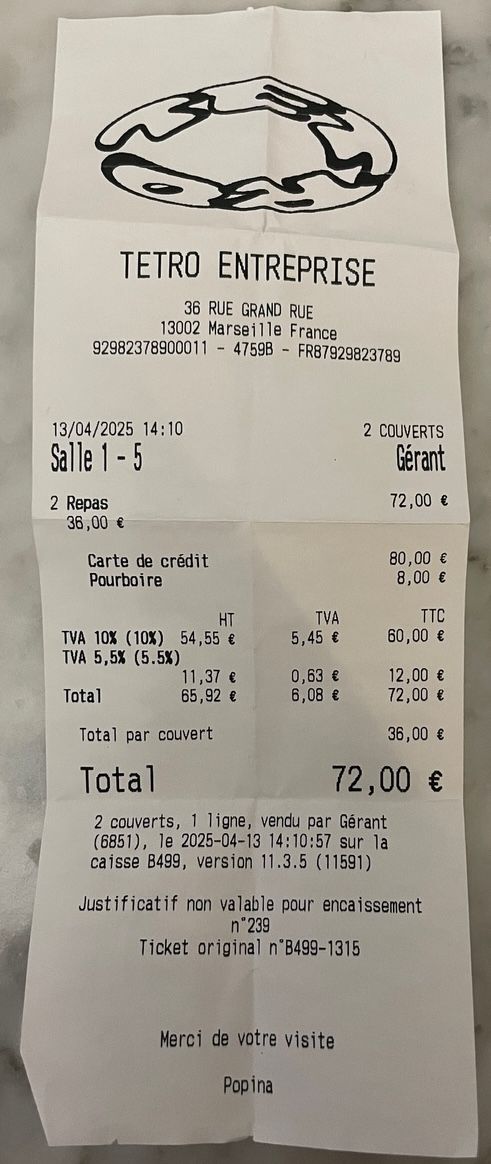 TETRO ENTREPRISE
36 RUE GRAND RUE
13002 Marseille France
92982378900011 - 4759B - FR87929823789
13/04/2025 14:10 2 COUVERTS
Salle 1 - 5 Gérant
2 Repas 72,00 €
36,00 €
Carte de crédit 80,00 €
Pourboire 8,00 €
HT TVA TTC
TVA 10% (10%) 54,55 € 5,45 € 60,00 €
TVA 5,5% (5.5%)
11,37 € 0,63 € 12,00 €
Total 65,92 € 6,08 € 72,00 €
Total par couvert 36,00 €
Total 72,00 €
2 couverts, 1 ligne, vendu par Gérant
(6851), le 2025-04-13 14:10:57 sur la
caisse B499, version 11.3.5 (11591)
Justificatif non valable pour encaissement
n°239
Ticket original n°B499-1315
Merci de votre visite
Popina